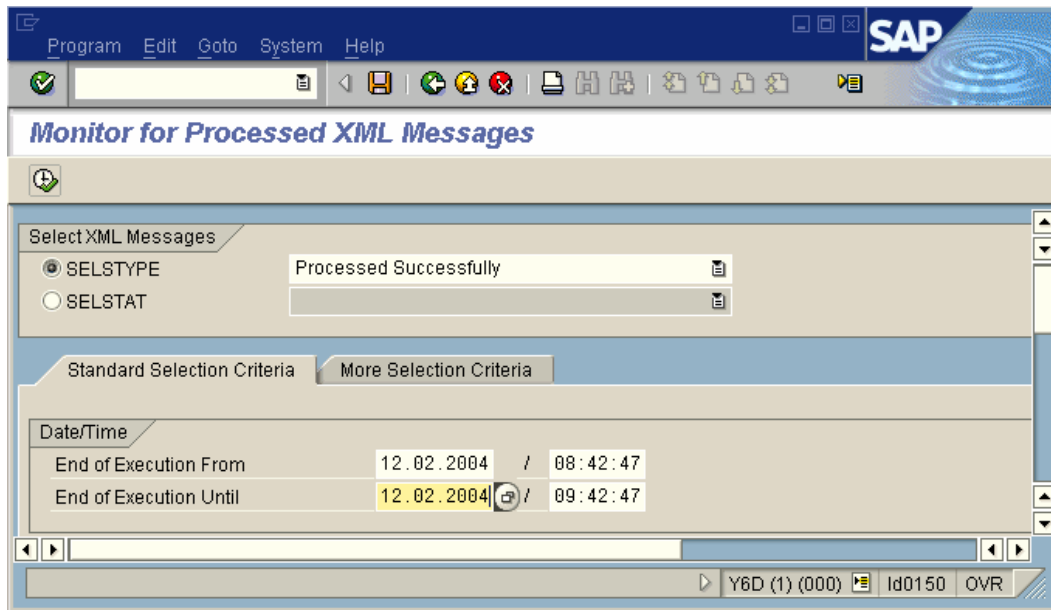 Program Edit Goto System Help
SAP
Monitor for Processed XML Messages
Select XML Messages
SELSTYPE Processed Successfully
SELSTAT
Standard Selection Criteria More Selection Criteria
Date/Time
End of Execution From 12.02.2004 / 08:42:47
End of Execution Until 12.02.2004 / 09:42:47
Y6D (1) (000) ld0150 OVR